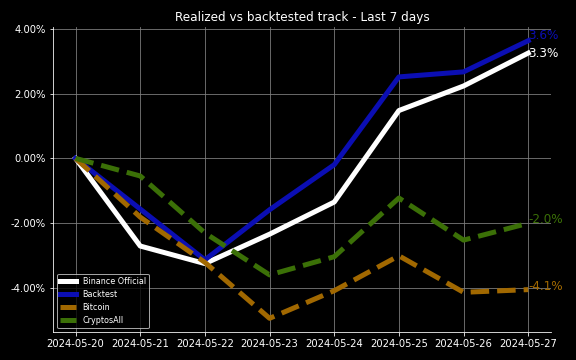 Realized vs backtested track - Last 7 days
4.00%
2.00%
0.00%
-2.00%
-4.00%
3.6%
3.3%
-2.0%
-4.1%
Binance Official
Backtest
Bitcoin
CryptosAll
2024-05-20 2024-05-21 2024-05-22 2024-05-23 2024-05-24 2024-05-25 2024-05-26 2024-05-27